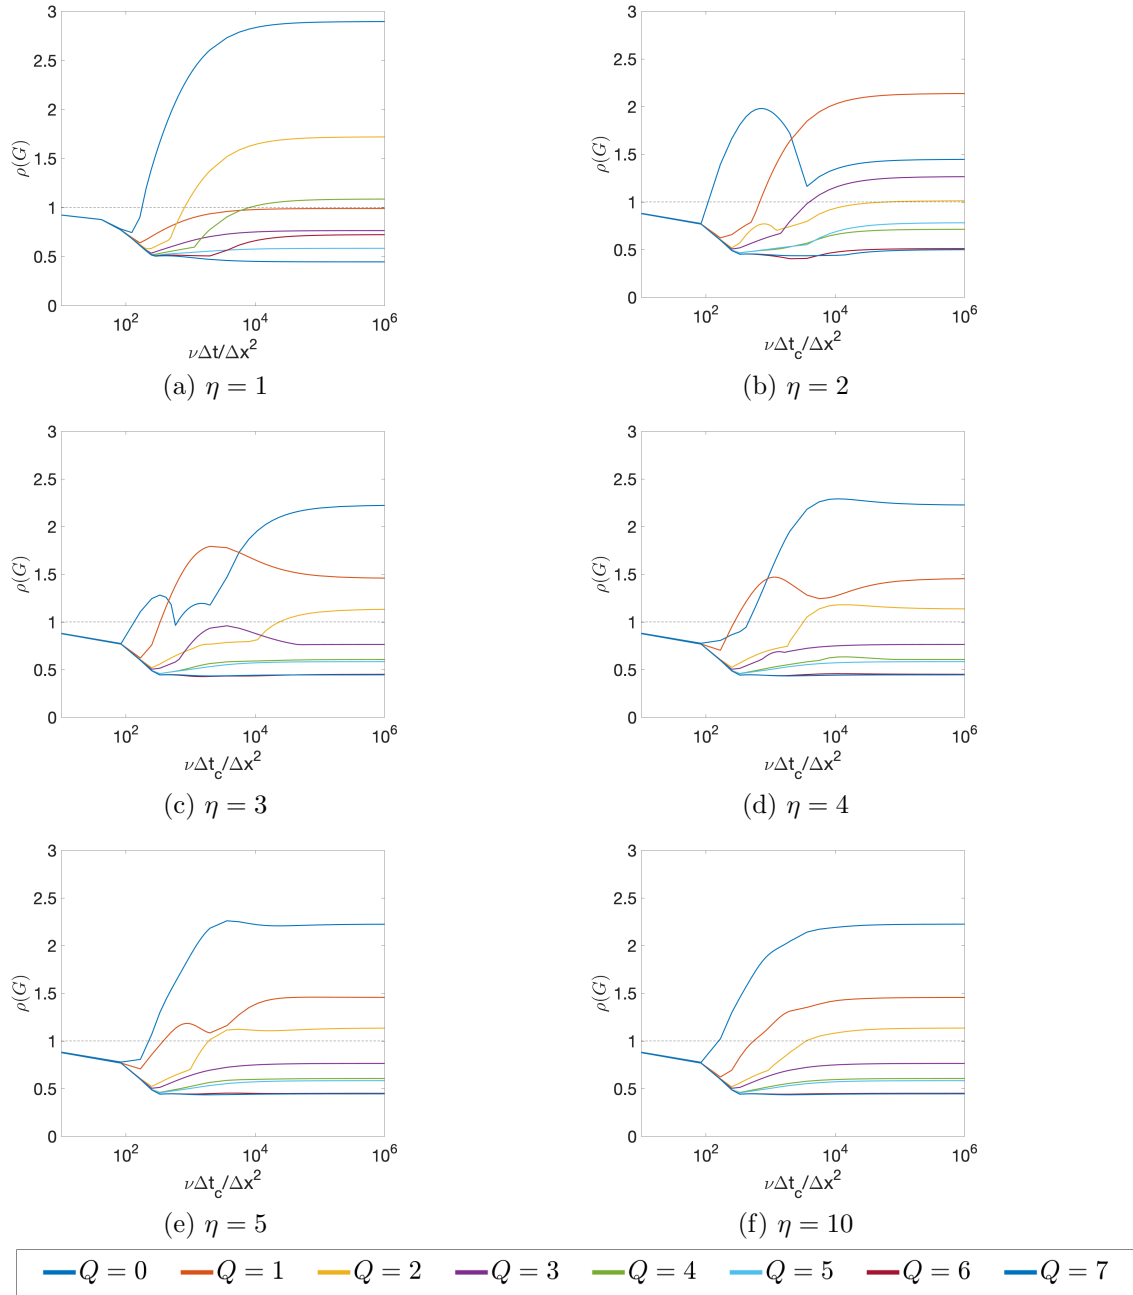 3
2.5
2
1.5
1
0.5
0
ρ(G)
10^2 10^4 10^6
νΔt/Δx^2
(a) η = 1
3
2.5
2
1.5
1
0.5
0
ρ(G)
10^2 10^4 10^6
νΔt_c/Δx^2
(b) η = 2
3
2.5
2
1.5
1
0.5
0
ρ(G)
10^2 10^4 10^6
νΔt_c/Δx^2
(c) η = 3
3
2.5
2
1.5
1
0.5
0
ρ(G)
10^2 10^4 10^6
νΔt_c/Δx^2
(d) η = 4
3
2.5
2
1.5
1
0.5
0
ρ(G)
10^2 10^4 10^6
νΔt_c/Δx^2
(e) η = 5
3
2.5
2
1.5
1
0.5
0
ρ(G)
10^2 10^4 10^6
νΔt_c/Δx^2
(f) η = 10
Q = 0 Q = 1 Q = 2 Q = 3 Q = 4 Q = 5 Q = 6 Q = 7